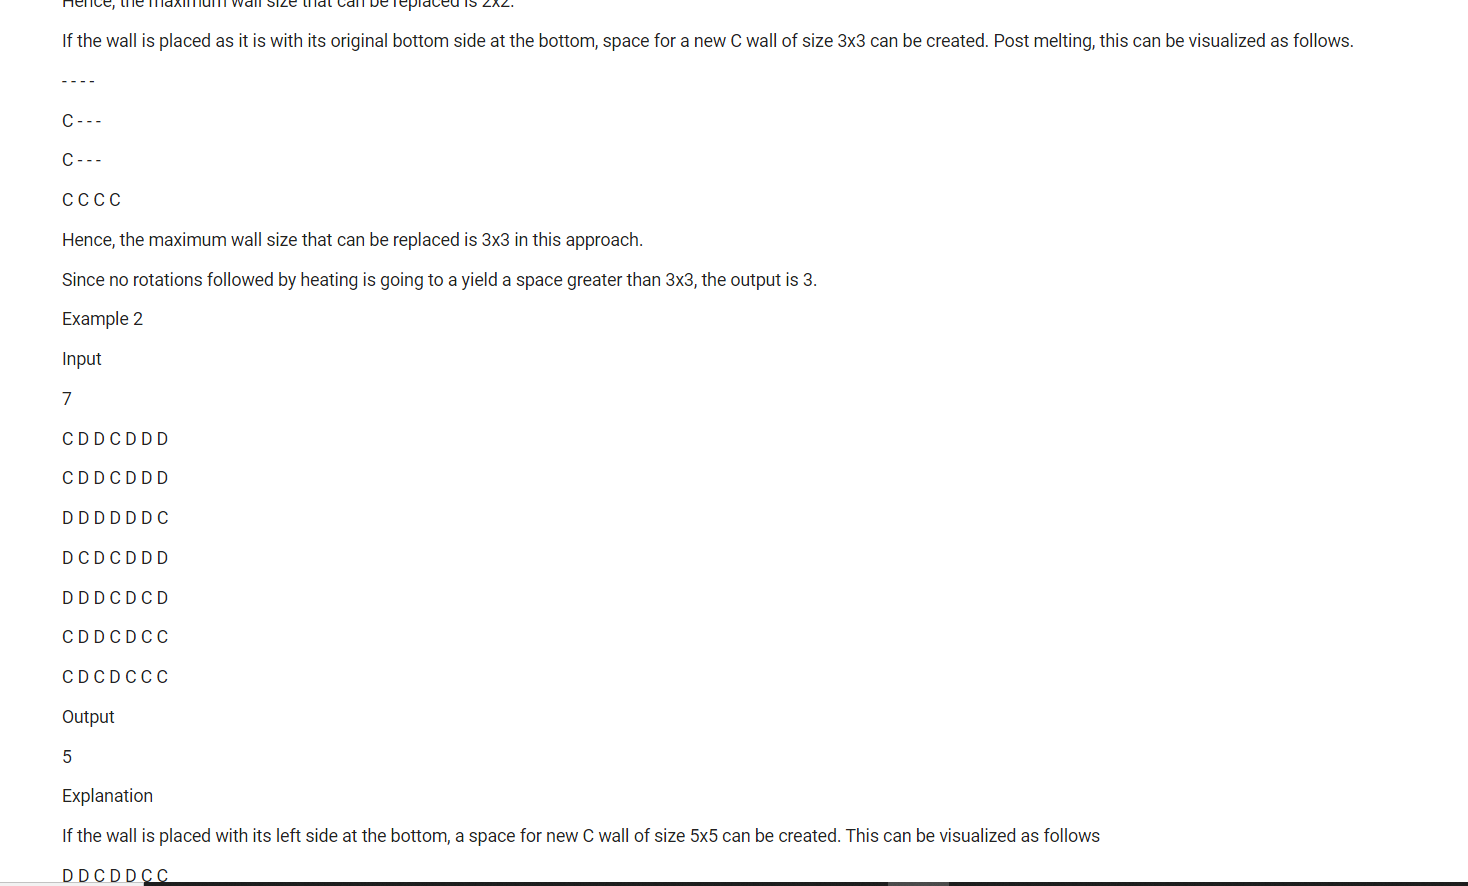 Hence, the maximum wall size that can be replaced is 2x2.
If the wall is placed as it is with its original bottom side at the bottom, space for a new C wall of size 3x3 can be created. Post melting, this can be visualized as follows.
- - - -
C - - -
C - - -
C C C C
Hence, the maximum wall size that can be replaced is 3x3 in this approach.
Since no rotations followed by heating is going to a yield a space greater than 3x3, the output is 3.
Example 2
Input
7
C D D C D D D
C D D C D D D
D D D D D D C
D C D C D D D
D D D C D C D
C D D C D C C
C D C D C C C
Output
5
Explanation
If the wall is placed with its left side at the bottom, a space for new C wall of size 5x5 can be created. This can be visualized as follows
D D C D D C C